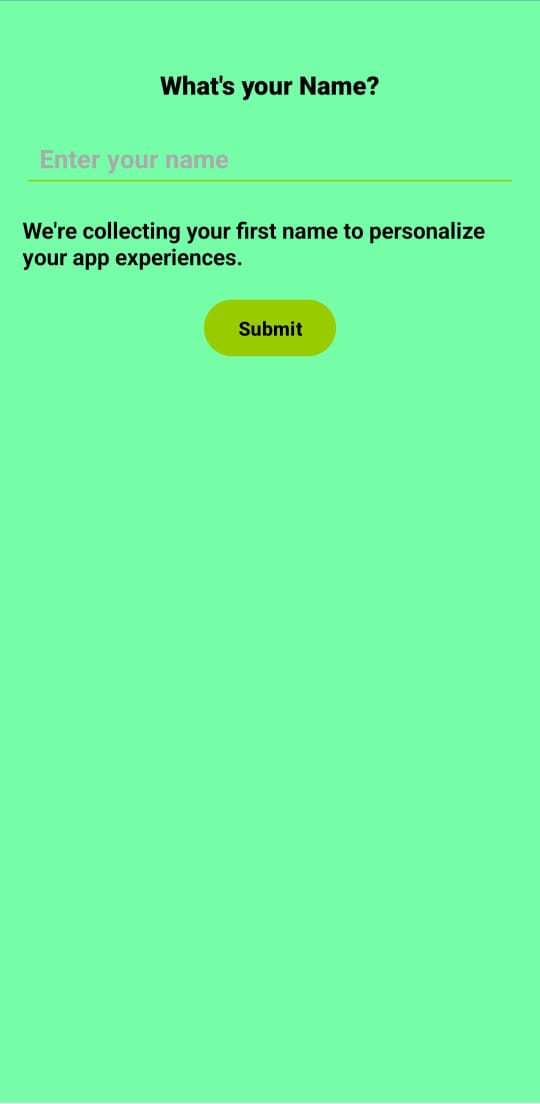 What's your Name?
Enter your name
We're collecting your first name to personalize
your app experiences.
Submit